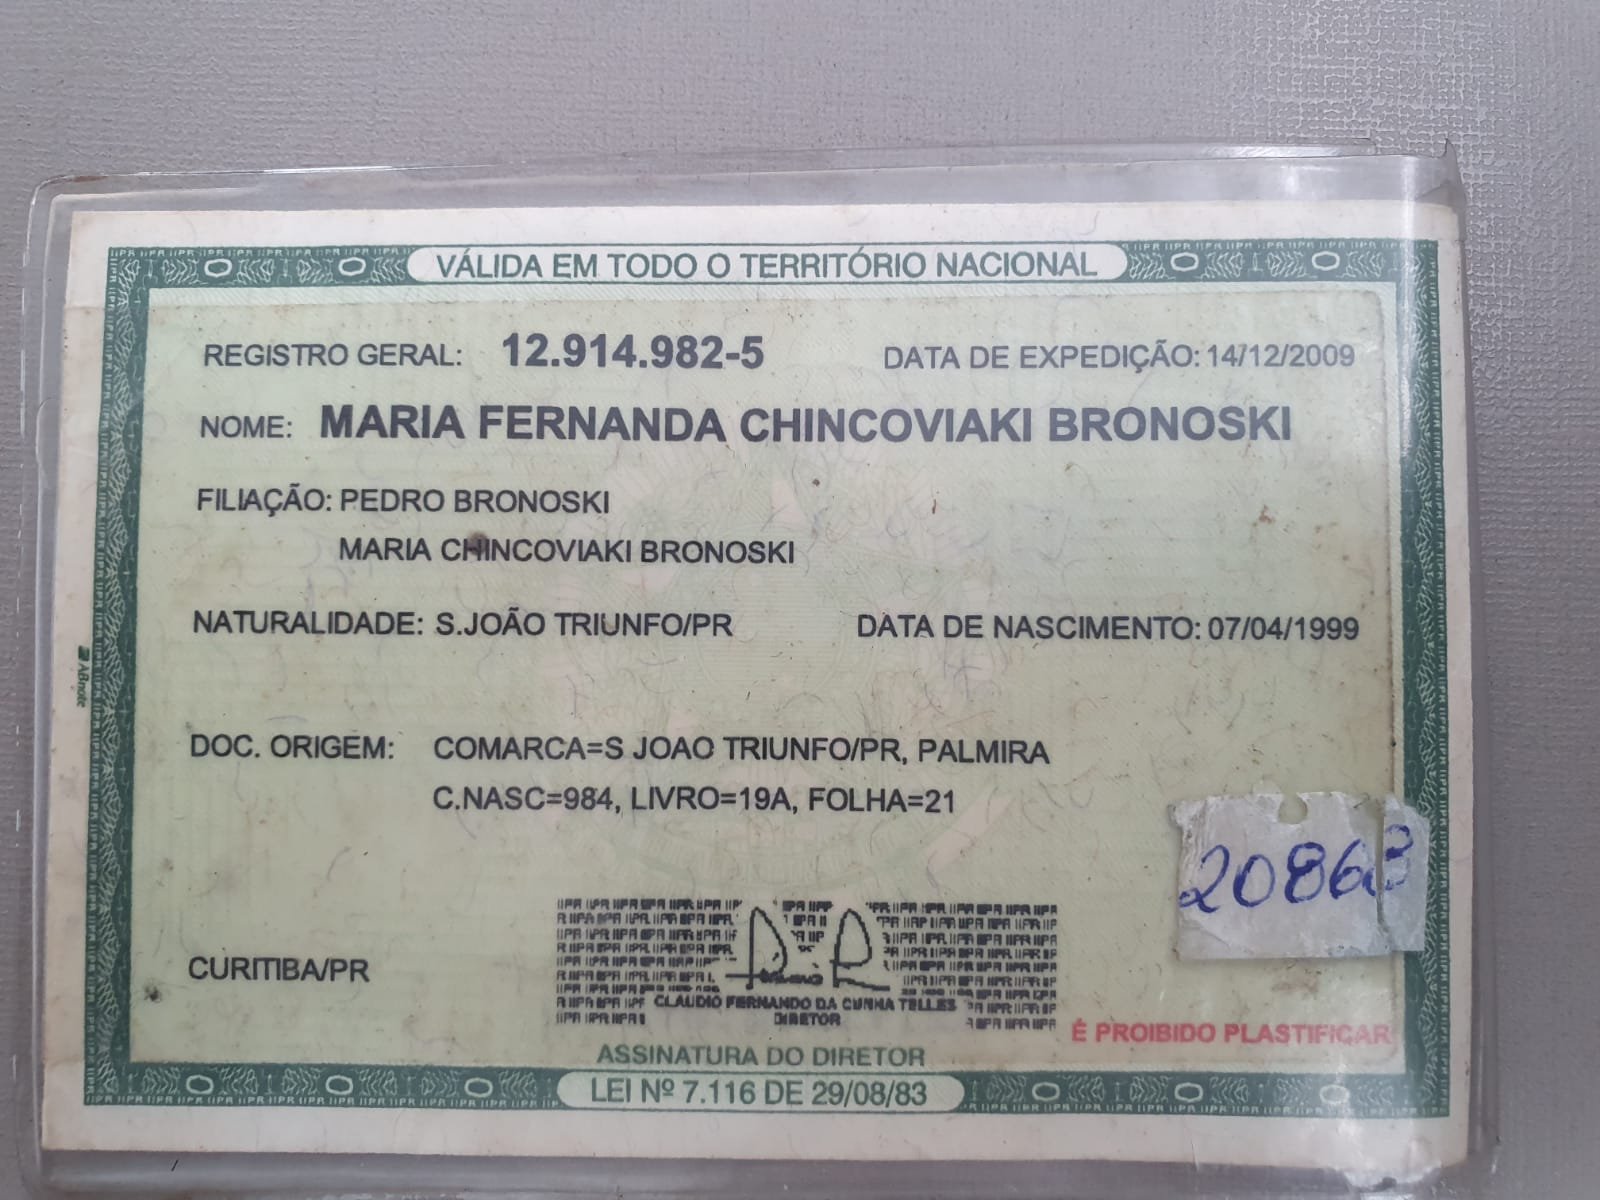 VÁLIDA EM TODO O TERRITÓRIO NACIONAL
REGISTRO GERAL: 12.914.982-5 DATA DE EXPEDIÇÃO: 14/12/2009
NOME: MARIA FERNANDA CHINCOVIAKI BRONOSKI
FILIAÇÃO: PEDRO BRONOSKI
MARIA CHINCOVIAKI BRONOSKI
NATURALIDADE: S.JOÃO TRIUNFO/PR DATA DE NASCIMENTO: 07/04/1999
DOC. ORIGEM: COMARCA=S JOAO TRIUNFO/PR, PALMIRA
C.NASC=984, LIVRO=19A, FOLHA=21
20863
CURITIBA/PR
CLAUDIO FERNANDO DA CUNHA TELLES
DIRETOR
É PROIBIDO PLASTIFICAR
ASSINATURA DO DIRETOR
LEI Nº 7.116 DE 29/08/83
ABnote